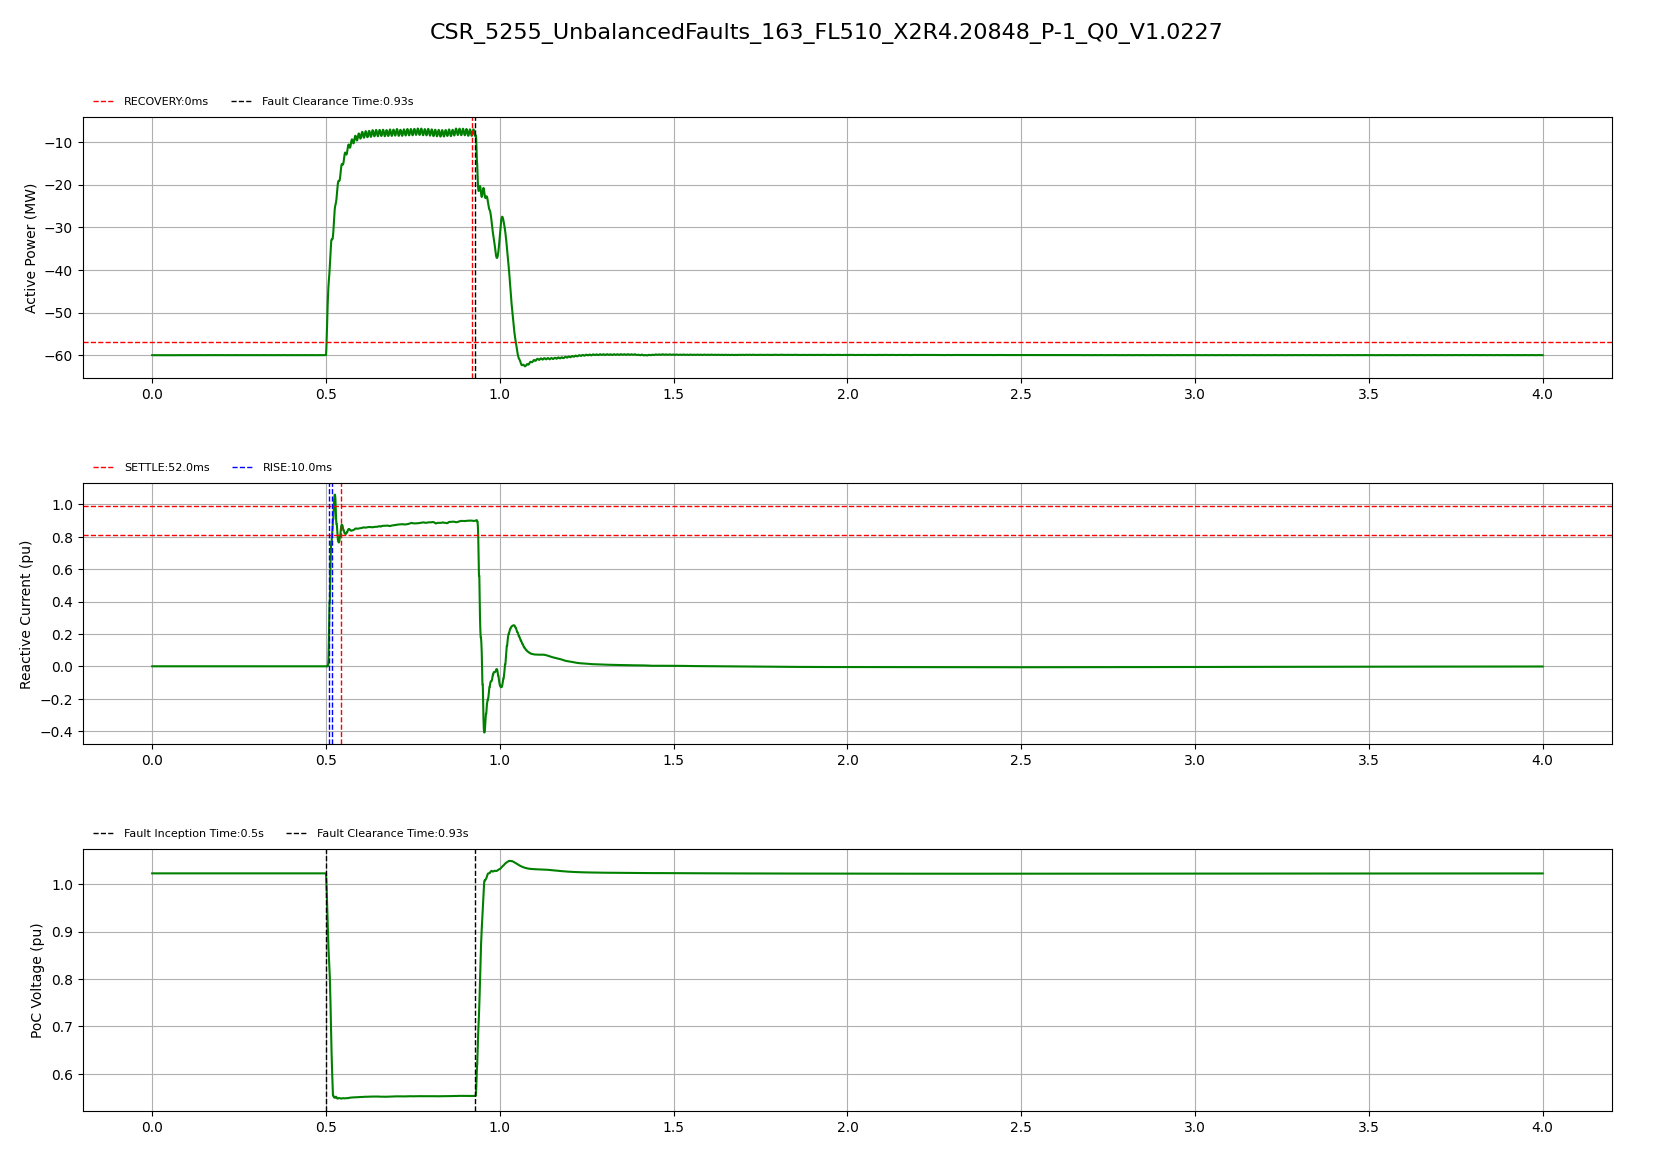 CSR_5255_UnbalancedFaults_163_FL510_X2R4.20848_P-1_Q0_V1.0227
RECOVERY:0ms Fault Clearance Time:0.93s
Active Power (MW)
−10
−20
−30
−40
−50
−60
0.0 0.5 1.0 1.5 2.0 2.5 3.0 3.5 4.0
SETTLE:52.0ms RISE:10.0ms
Reactive Current (pu)
1.0
0.8
0.6
0.4
0.2
0.0
−0.2
−0.4
0.0 0.5 1.0 1.5 2.0 2.5 3.0 3.5 4.0
Fault Inception Time:0.5s Fault Clearance Time:0.93s
PoC Voltage (pu)
1.0
0.9
0.8
0.7
0.6
0.0 0.5 1.0 1.5 2.0 2.5 3.0 3.5 4.0